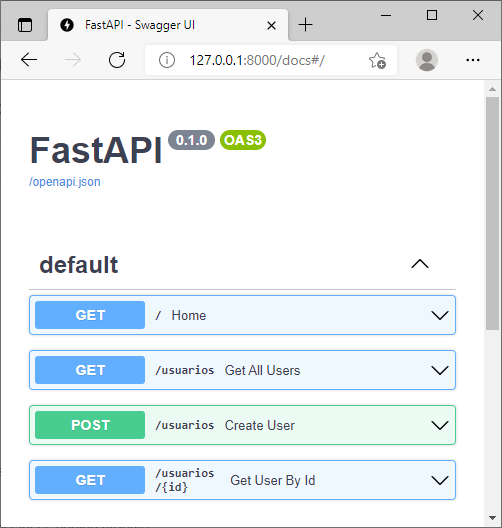 FastAPI - Swagger UI
127.0.0.1:8000/docs#/
FastAPI 0.1.0 OAS3
/openapi.json
default
GET / Home
GET /usuarios Get All Users
POST /usuarios Create User
GET /usuarios
/{id} Get User By Id